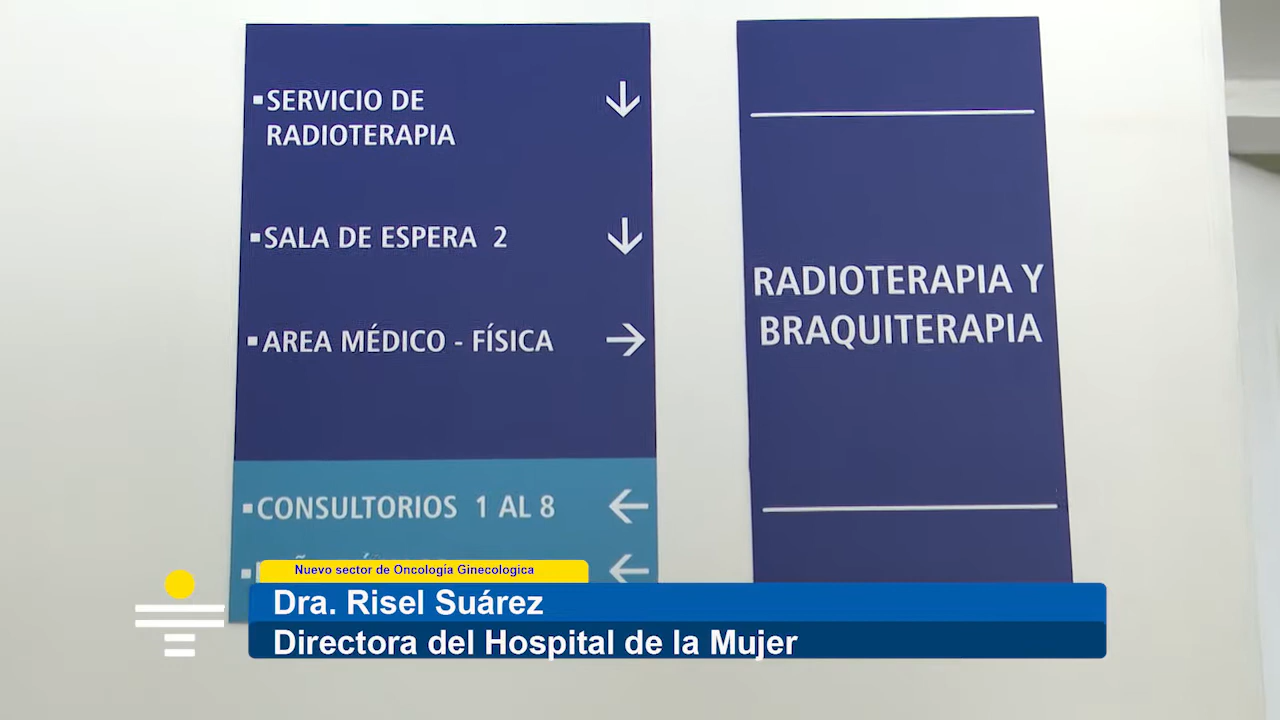 SERVICIO DE
RADIOTERAPIA
SALA DE ESPERA 2
AREA MÉDICO - FÍSICA
CONSULTORIOS 1 AL 8
RADIOTERAPIA Y
BRAQUITERAPIA
Nuevo sector de Oncología Ginecologica
Dra. Risel Suárez
Directora del Hospital de la Mujer